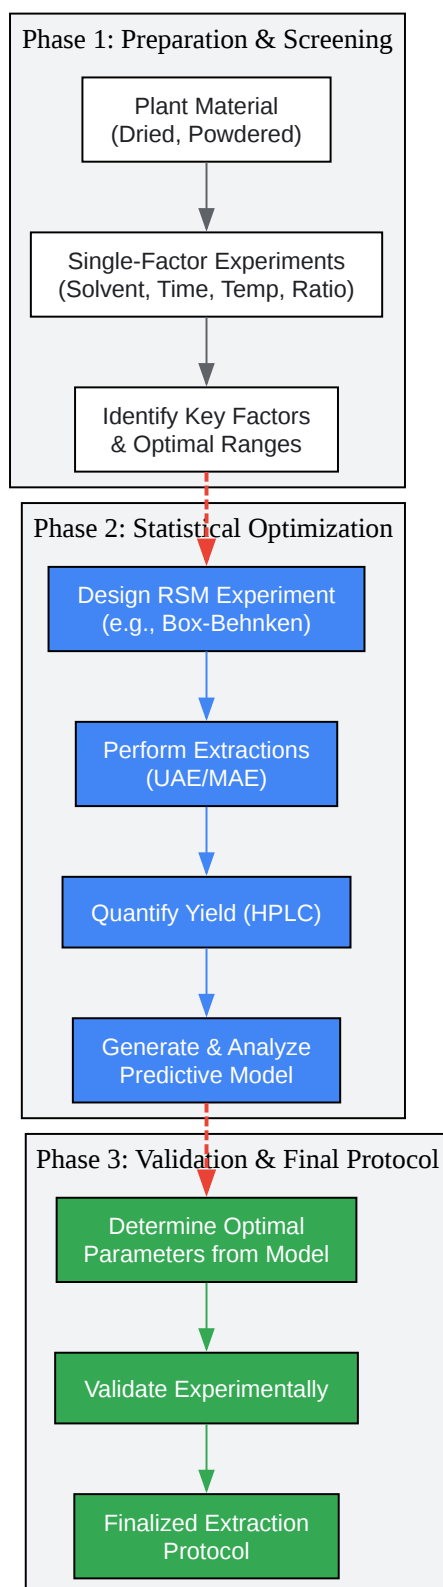 Phase 1: Preparation & Screening
Plant Material
(Dried, Powdered)
Single-Factor Experiments
(Solvent, Time, Temp, Ratio)
Identify Key Factors
& Optimal Ranges
Phase 2: Statistical Optimization
Design RSM Experiment
(e.g., Box-Behnken)
Perform Extractions
(UAE/MAE)
Quantify Yield (HPLC)
Generate & Analyze
Predictive Model
Phase 3: Validation & Final Protocol
Determine Optimal
Parameters from Model
Validate Experimentally
Finalized Extraction
Protocol